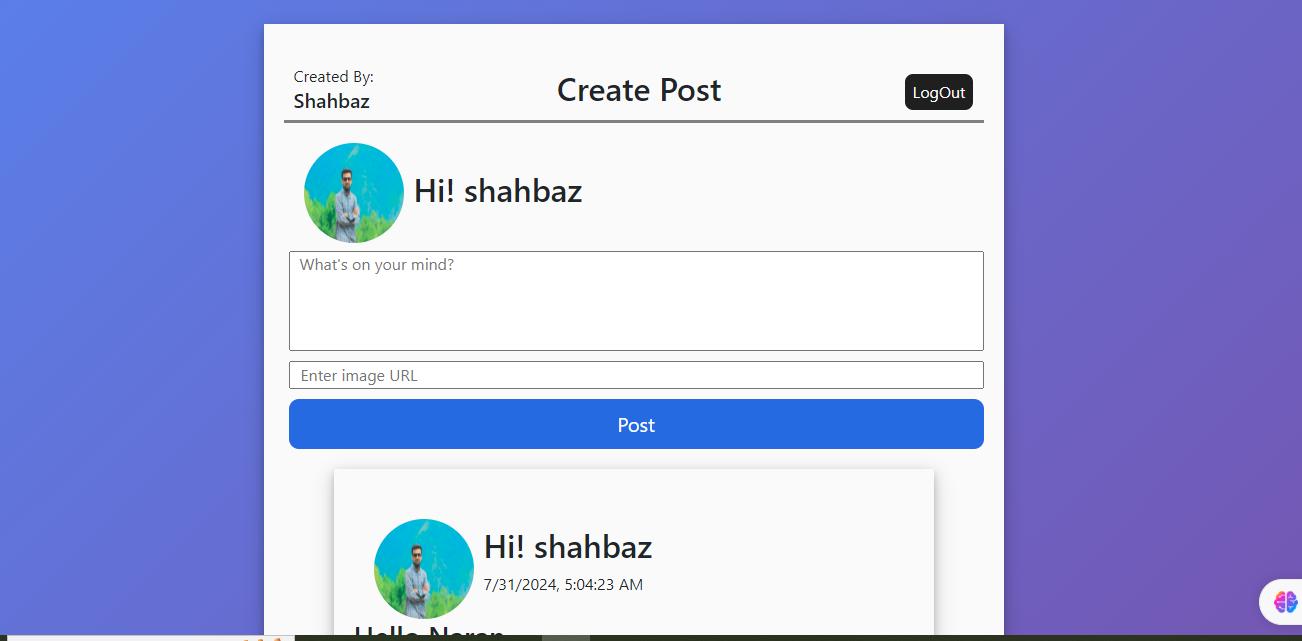 Created By:
Shahbaz
Create Post
LogOut
Hi! shahbaz
What's on your mind?
Enter image URL
Post
Hi! shahbaz
7/31/2024, 5:04:23 AM
Hello